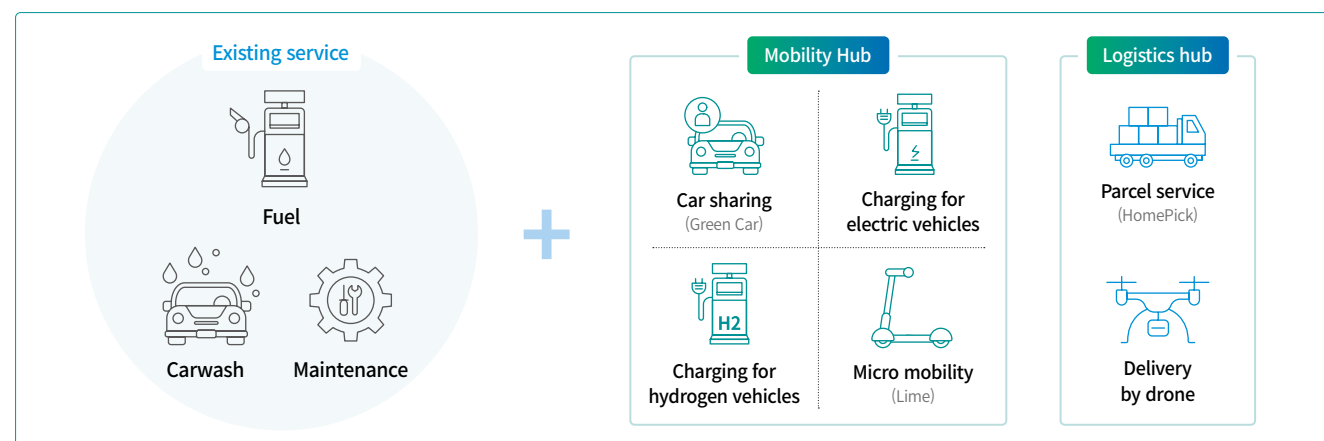 Existing service
Fuel
Carwash
Maintenance
Mobility Hub
Car sharing
(Green Car)
Charging for
electric vehicles
H2
Charging for
hydrogen vehicles
Micro mobility
(Lime)
Logistics hub
Parcel service
(HomePick)
Delivery
by drone